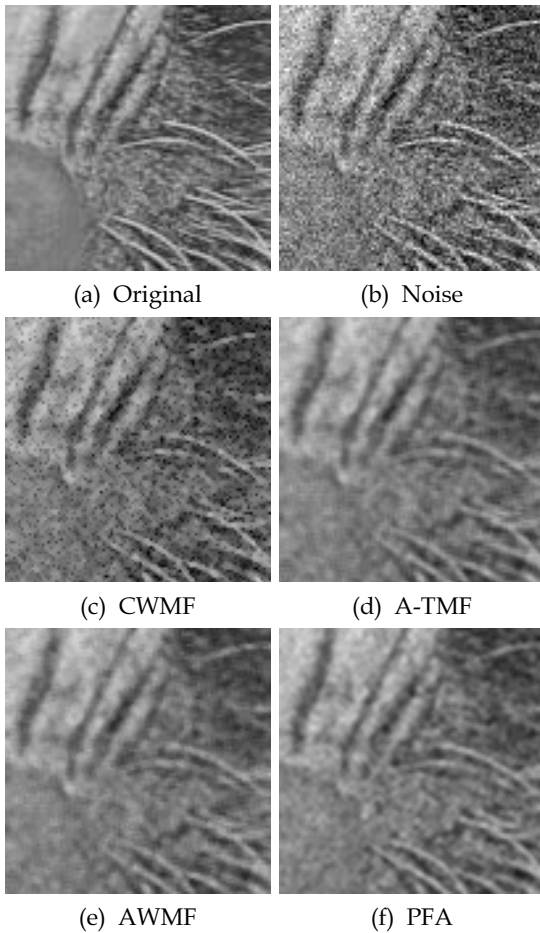 (a) Original
(b) Noise
(c) CWMF
(d) A-TMF
(e) AWMF
(f) PFA